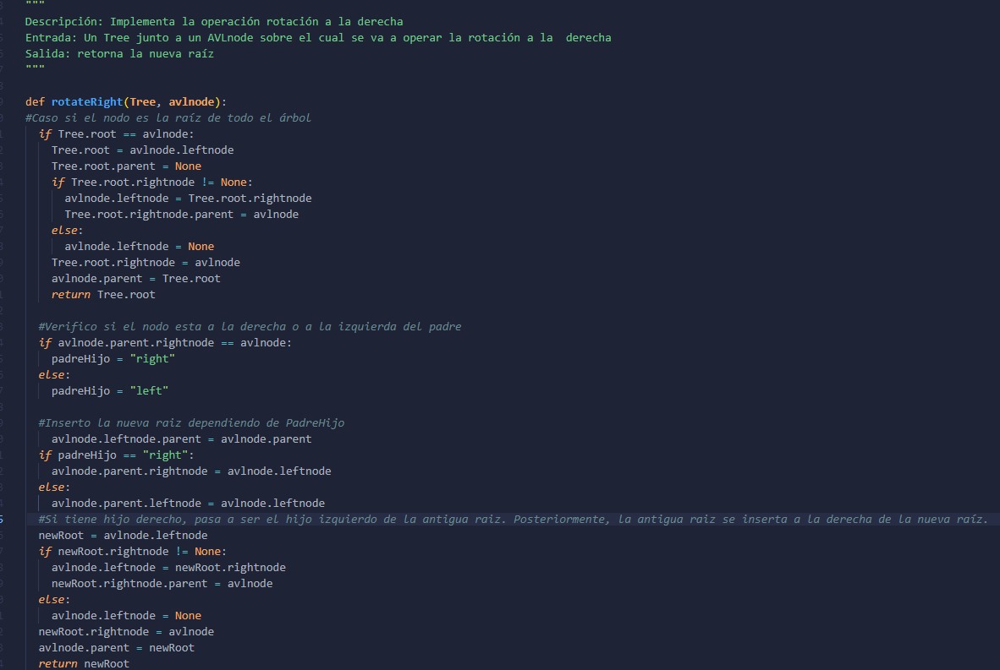 """
Descripción: Implementa la operación rotación a la derecha
Entrada: Un Tree junto a un AVLnode sobre el cual se va a operar la rotación a la  derecha
Salida: retorna la nueva raíz
"""
def rotateRight(Tree, avlnode):
#Caso si el nodo es la raíz de todo el árbol
  if Tree.root == avlnode:
    Tree.root = avlnode.leftnode
    Tree.root.parent = None
    if Tree.root.rightnode != None:
      avlnode.leftnode = Tree.root.rightnode
      Tree.root.rightnode.parent = avlnode
    else:
      avlnode.leftnode = None
    Tree.root.rightnode = avlnode
    avlnode.parent = Tree.root
    return Tree.root
  #Verifico si el nodo esta a la derecha o a la izquierda del padre
  if avlnode.parent.rightnode == avlnode:
    padreHijo = "right"
  else:
    padreHijo = "left"
  #Inserto la nueva raiz dependiendo de PadreHijo
    avlnode.leftnode.parent = avlnode.parent
  if padreHijo == "right":
    avlnode.parent.rightnode = avlnode.leftnode
  else:
    avlnode.parent.leftnode = avlnode.leftnode
  #Si tiene hijo derecho, pasa a ser el hijo izquierdo de la antigua raiz. Posteriormente, la antigua raiz se inserta a la derecha de la nueva raíz.
  newRoot = avlnode.leftnode
  if newRoot.rightnode != None:
    avlnode.leftnode = newRoot.rightnode
    newRoot.rightnode.parent = avlnode
  else:
    avlnode.leftnode = None
  newRoot.rightnode = avlnode
  avlnode.parent = newRoot
  return newRoot